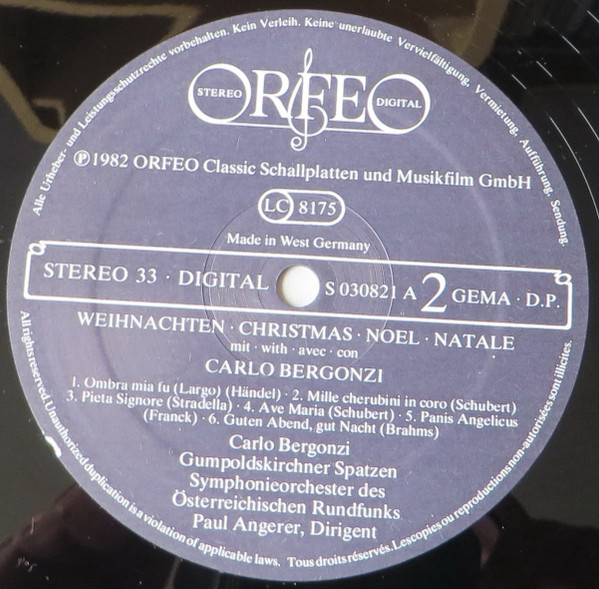 Alle Urheber- und Leistungsschutzrechte vorbehalten. Kein Verleih. Keine unerlaubte Vervielfältigung, Vermietung, Aufführung, Sendung.
STEREO ORFEO DIGITAL
℗ 1982 ORFEO Classic Schallplatten und Musikfilm GmbH
LC 8175
Made in West Germany
STEREO 33 · DIGITAL S 030821 A 2 GEMA · D.P.
WEIHNACHTEN · CHRISTMAS · NOEL · NATALE
mit · with · avec · con
CARLO BERGONZI
1. Ombra mia fu (Largo) (Händel) · 2. Mille cherubini in coro (Schubert)
3. Pieta Signore (Stradella) · 4. Ave Maria (Schubert) · 5. Panis Angelicus
(Franck) · 6. Guten Abend, gut Nacht (Brahms)
Carlo Bergonzi
Gumpoldskirchner Spatzen
Symphonieorchester des
Österreichischen Rundfunks
Paul Angerer, Dirigent
All rights reserved. Unauthorized duplication is a violation of applicable laws. Tous droits réservés. Les copies ou reproductions non-autorisées sont illicites.